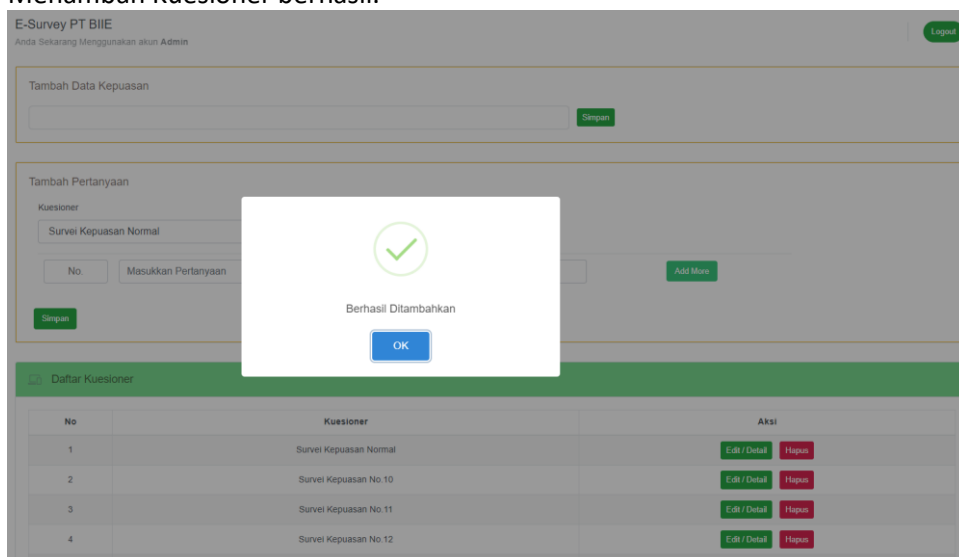 Menambah Kuesioner berhasil.
E-Survey PT BIIE
Anda Sekarang Menggunakan akun Admin
Logout
Tambah Data Kepuasan
Simpan
Tambah Pertanyaan
Kuesioner
Survei Kepuasan Normal
No.
Masukkan Pertanyaan
Add More
Simpan
Berhasil Ditambahkan
OK
Daftar Kuesioner
No Kuesioner Aksi
1 Survei Kepuasan Normal Edit / Detail Hapus
2 Survei Kepuasan No.10 Edit / Detail Hapus
3 Survei Kepuasan No.11 Edit / Detail Hapus
4 Survei Kepuasan No.12 Edit / Detail Hapus